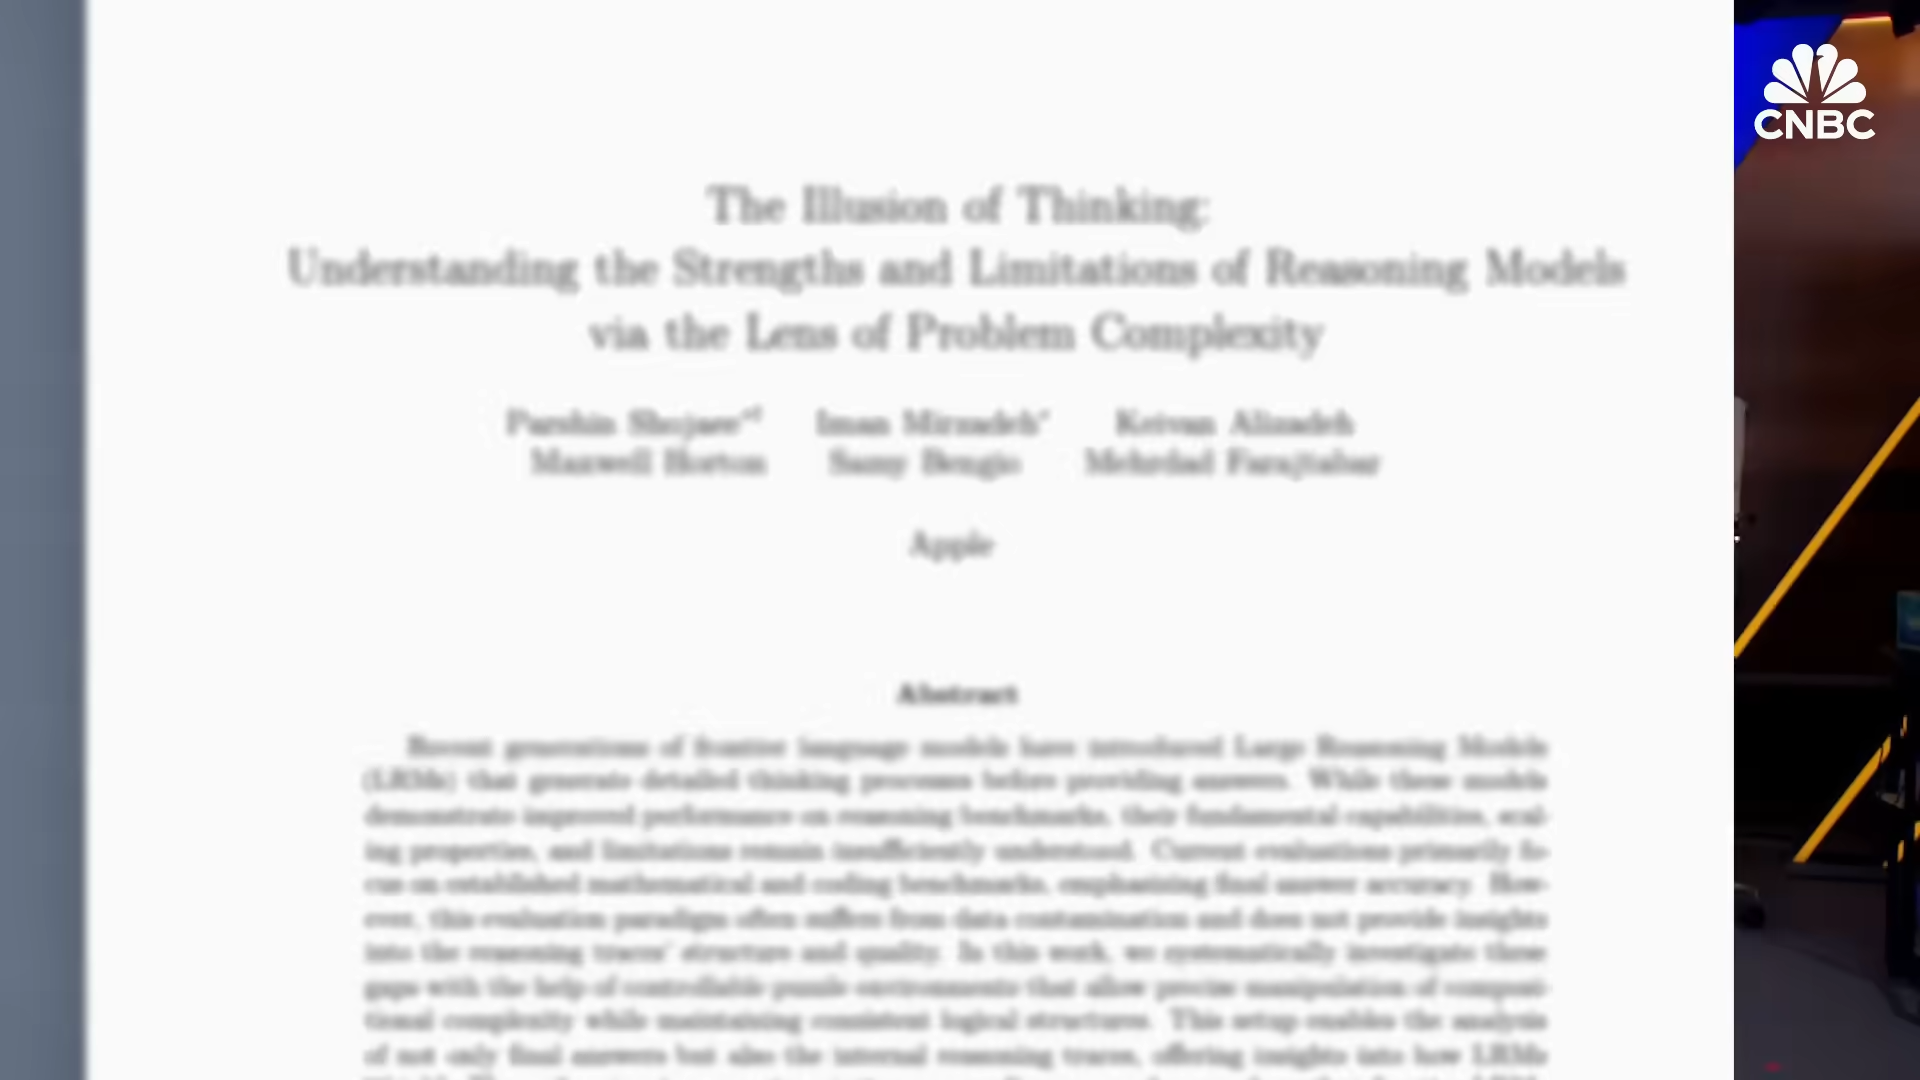 The Illusion of Thinking:
Understanding the Strengths and Limitations of Reasoning Models
via the Lens of Problem Complexity
Parshin Shojaee*† Iman Mirzadeh* Keivan Alizadeh
Maxwell Horton Samy Bengio Mehrdad Farajtabar
Apple
Abstract
Recent generations of frontier language models have introduced Large Reasoning Models
(LRMs) that generate detailed thinking processes before providing answers. While these models
demonstrate improved performance on reasoning benchmarks, their fundamental capabilities, scal-
ing properties, and limitations remain insufficiently understood. Current evaluations primarily fo-
cus on established mathematical and coding benchmarks, emphasizing final answer accuracy. How-
ever, this evaluation paradigm often suffers from data contamination and does not provide insights
into the reasoning traces' structure and quality. In this work, we systematically investigate these
gaps with the help of controllable puzzle environments that allow precise manipulation of composi-
tional complexity while maintaining consistent logical structures. This setup enables the analysis
of not only final answers but also the internal reasoning traces, offering insights into how LRMs
CNBC